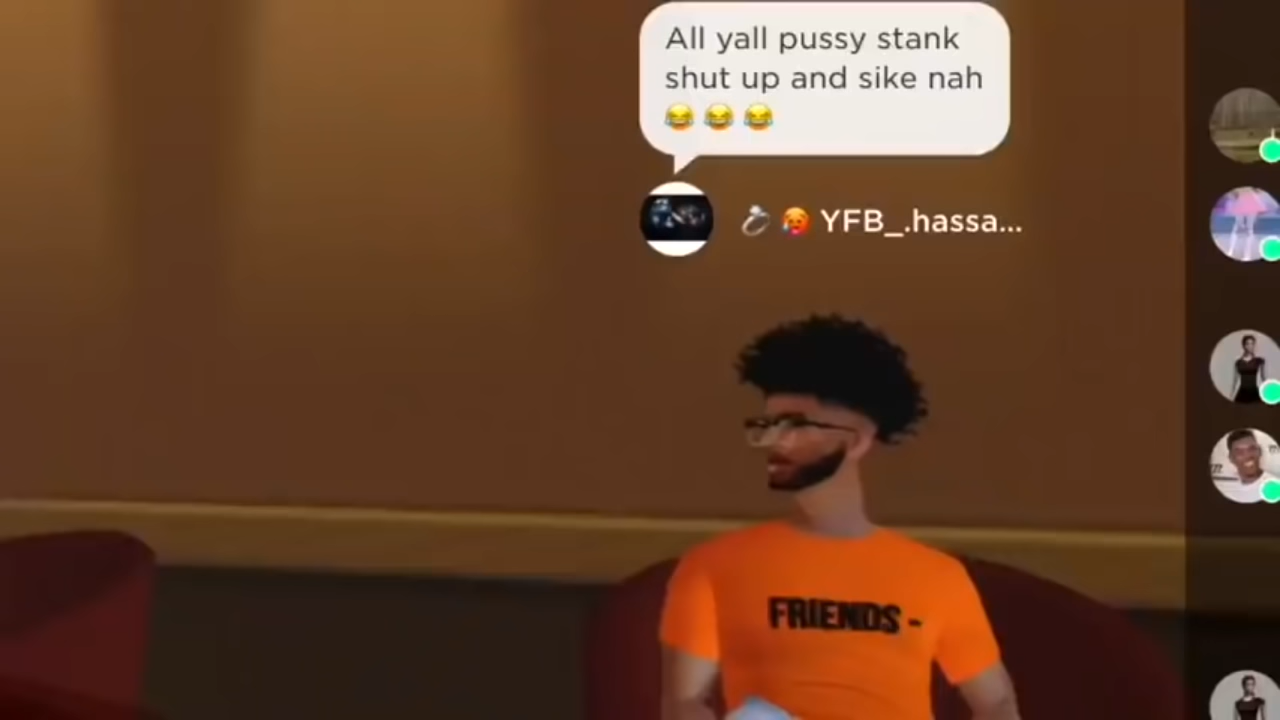 All yall pussy stank
shut up and sike nah
😂 😂 😂
💍 🥵 YFB_.hassa...
FRIENDS -